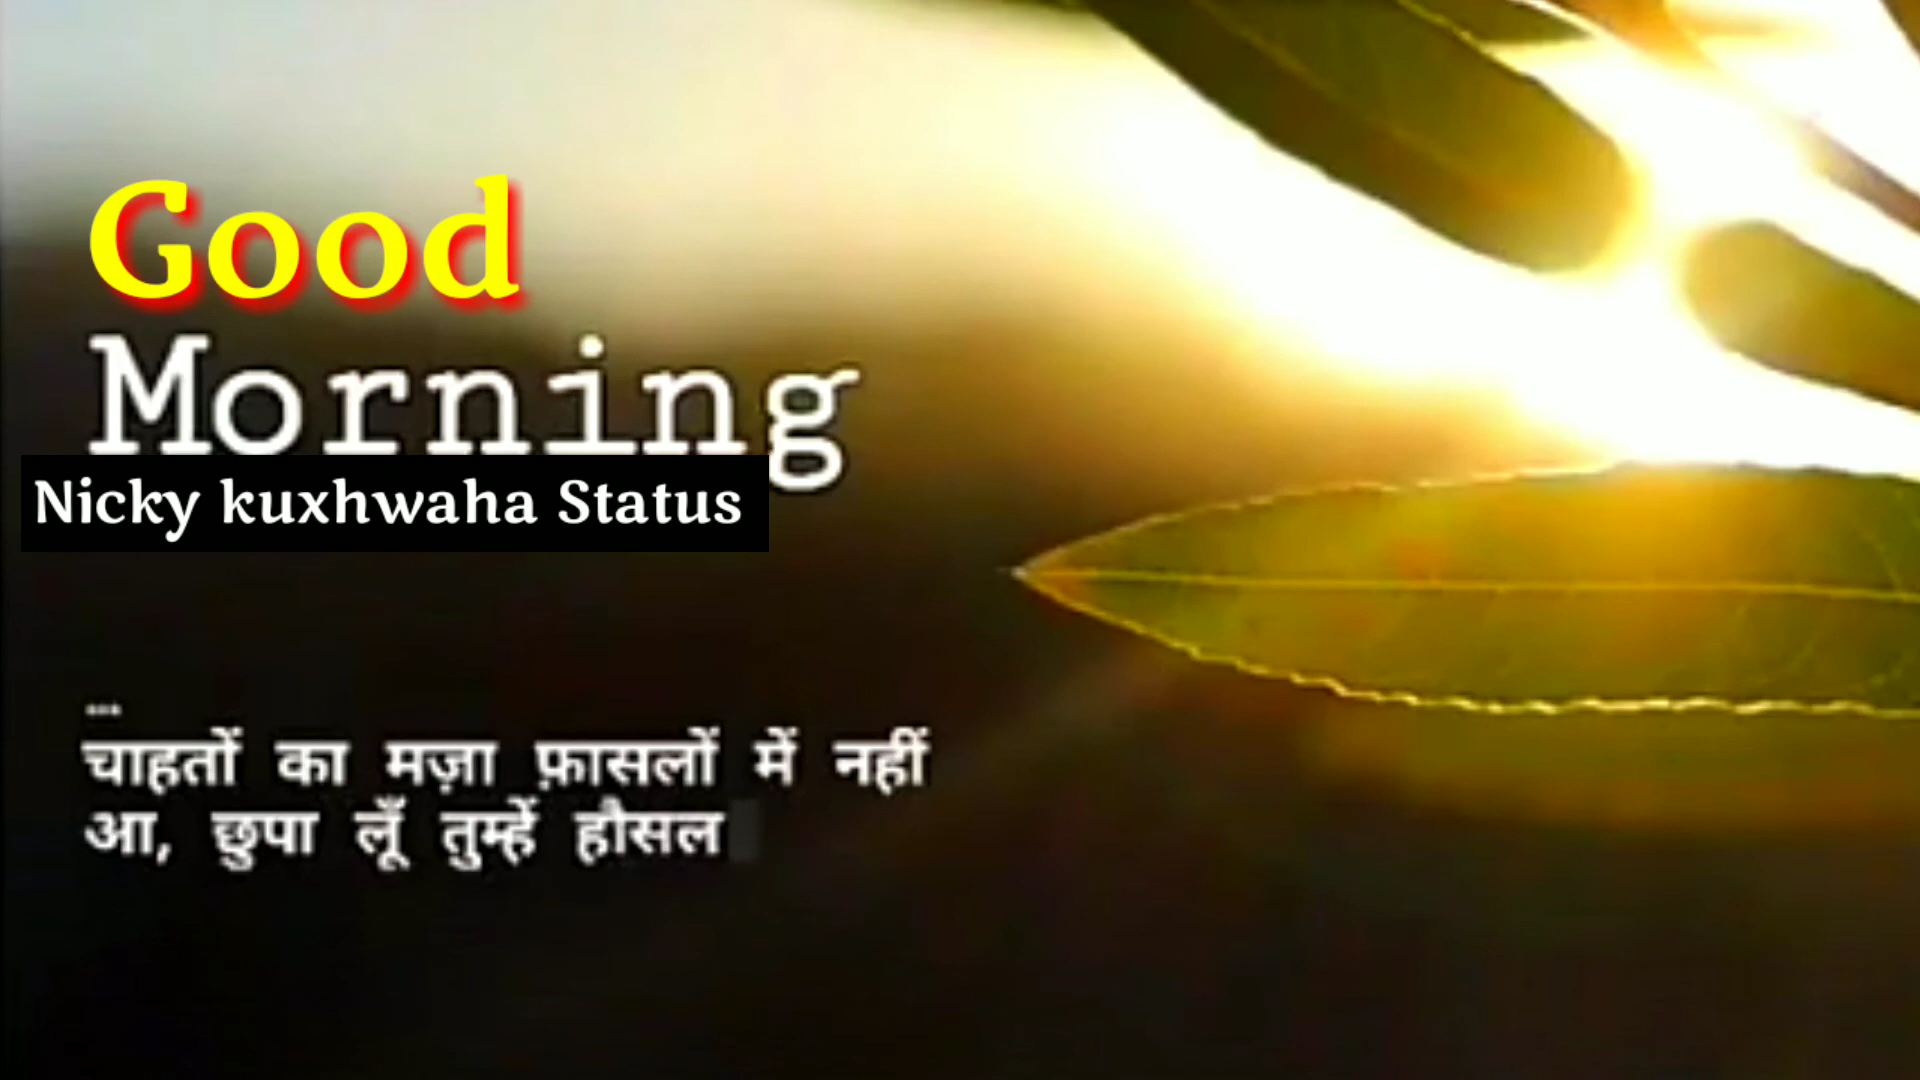 Good
Morning
Nicky kuxhwaha Status
...
चाहतों का मज़ा फ़ासलों में नहीं
आ, छुपा लूँ तुम्हें हौसल